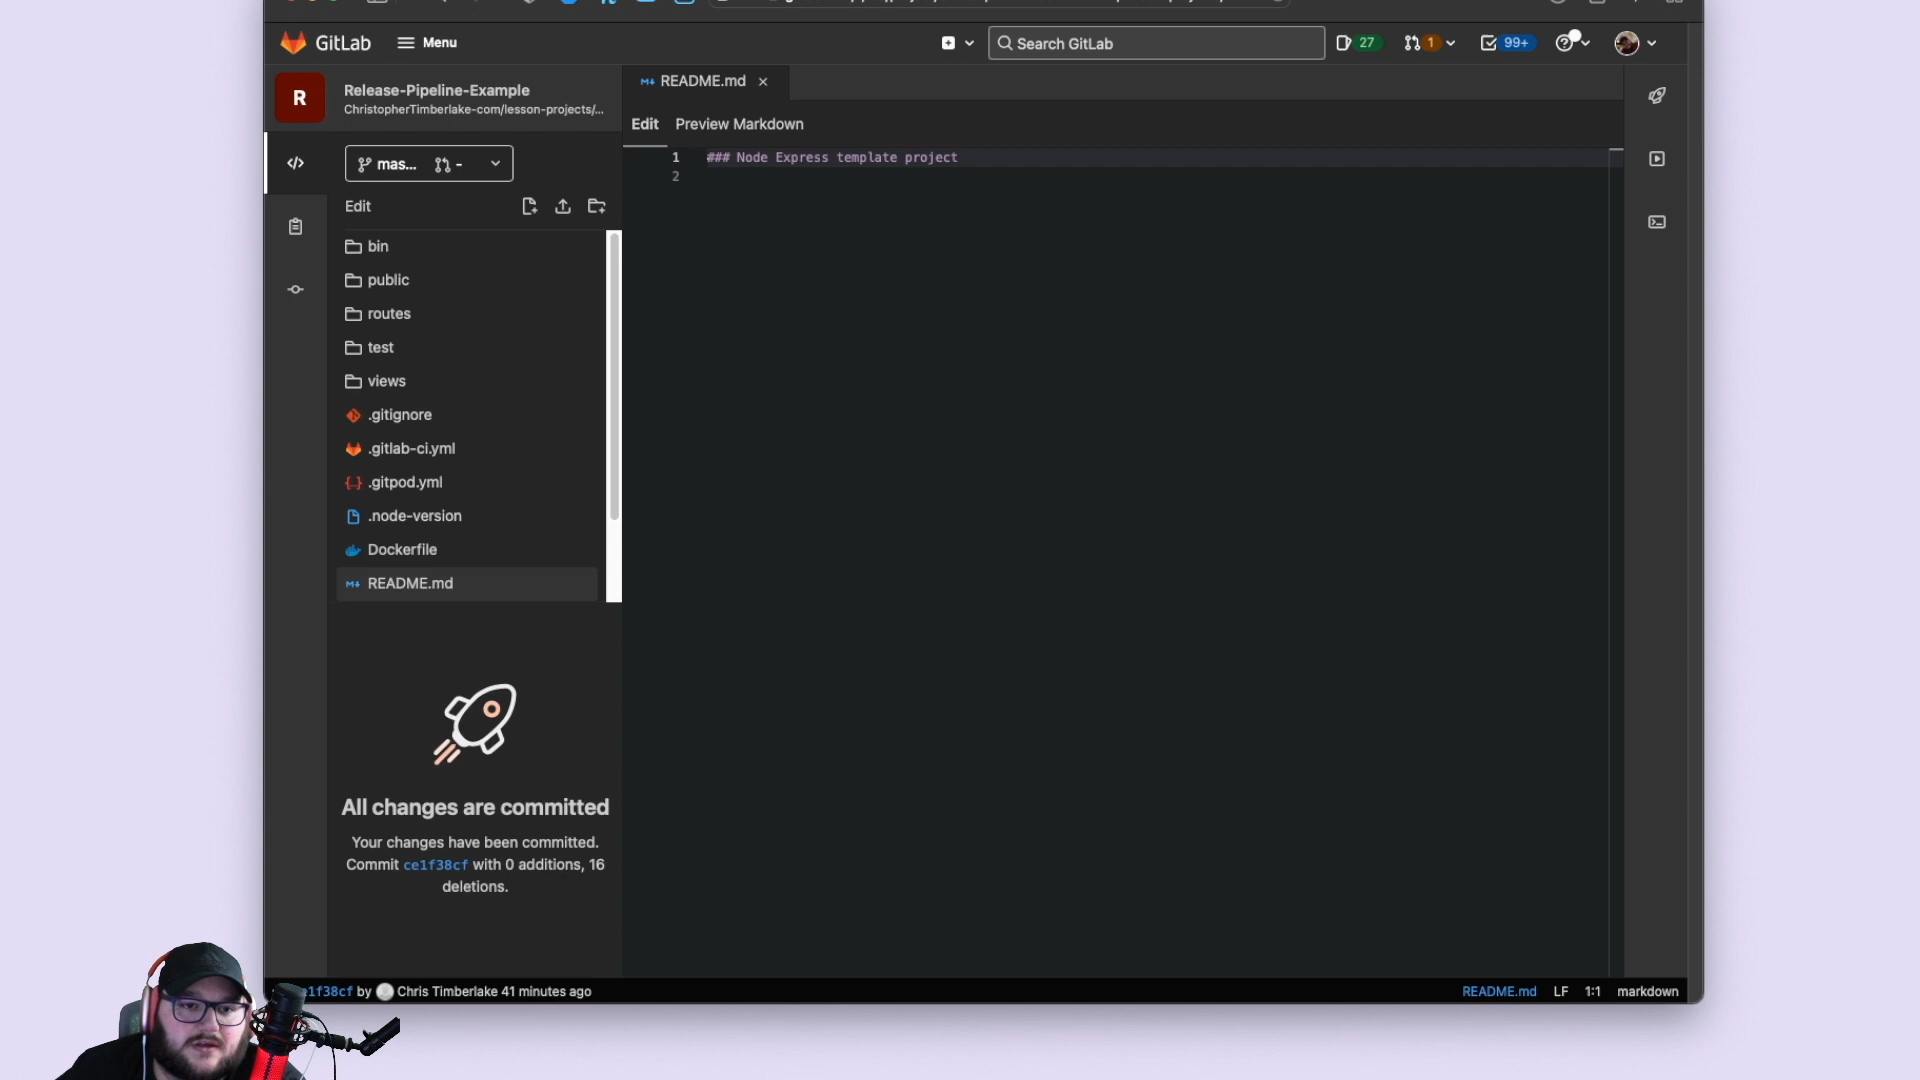 GitLab
Menu
Search GitLab
27
1
99+
R
Release-Pipeline-Example
ChristopherTimberlake-com/lesson-projects/...
README.md
Edit
Preview Markdown
mas...
-
Edit
bin
public
routes
test
views
.gitignore
.gitlab-ci.yml
.gitpod.yml
.node-version
Dockerfile
README.md
1
### Node Express template project
2
All changes are committed
Your changes have been committed.
Commit ce1f38cf with 0 additions, 16
deletions.
e1f38cf by Chris Timberlake 41 minutes ago
README.md
LF
1:1
markdown